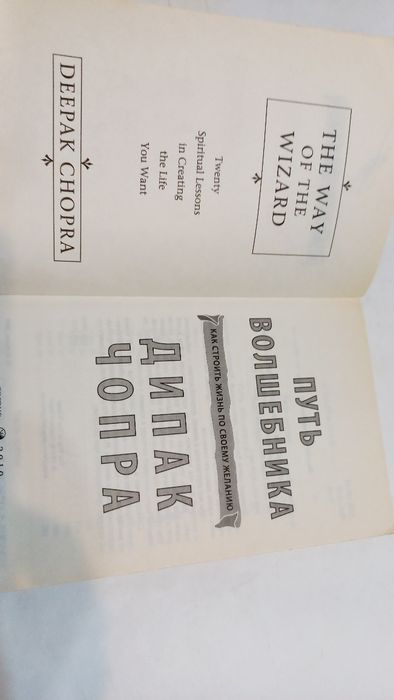 THE WAY
OF THE
WIZARD
Twenty
Spiritual Lessons
in Creating
the Life
You Want
DEEPAK CHOPRA
ПУТЬ
ВОЛШЕБНИКА
КАК СТРОИТЬ ЖИЗНЬ ПО СВОЕМУ ЖЕЛАНИЮ
ДИПАК
ЧОПРА